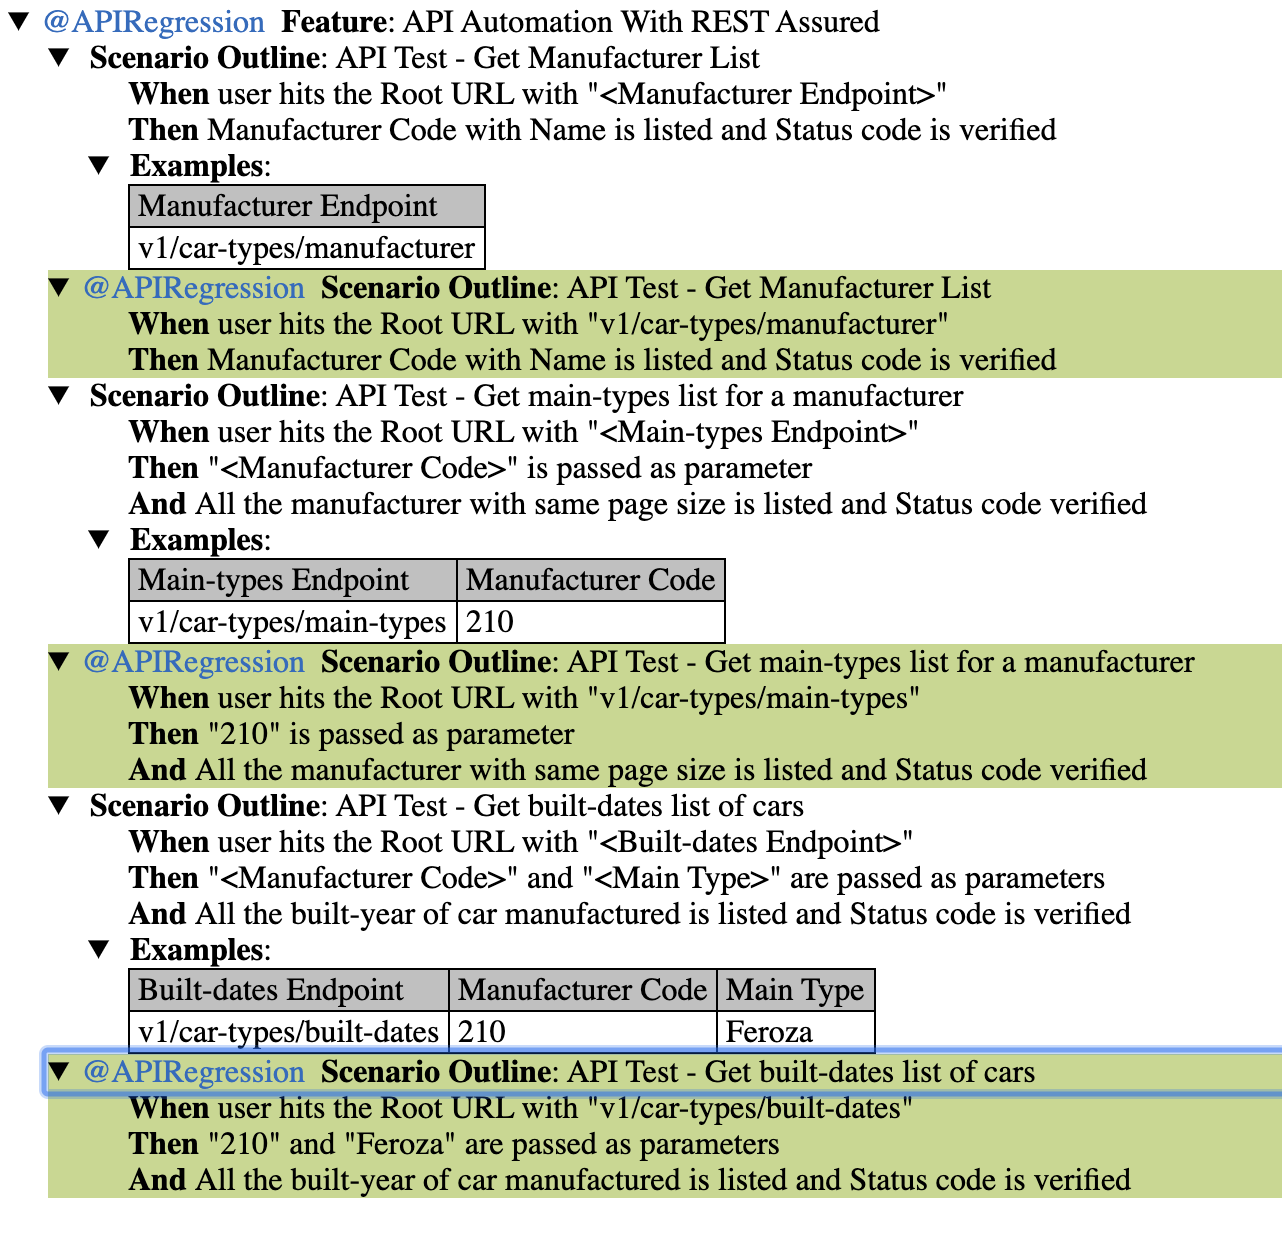 @APIRegression Feature: API Automation With REST Assured
Scenario Outline: API Test - Get Manufacturer List
When user hits the Root URL with "<Manufacturer Endpoint>"
Then Manufacturer Code with Name is listed and Status code is verified
Examples:
Manufacturer Endpoint
v1/car-types/manufacturer
@APIRegression Scenario Outline: API Test - Get Manufacturer List
When user hits the Root URL with "v1/car-types/manufacturer"
Then Manufacturer Code with Name is listed and Status code is verified
Scenario Outline: API Test - Get main-types list for a manufacturer
When user hits the Root URL with "<Main-types Endpoint>"
Then "<Manufacturer Code>" is passed as parameter
And All the manufacturer with same page size is listed and Status code verified
Examples:
Main-types Endpoint Manufacturer Code
v1/car-types/main-types 210
@APIRegression Scenario Outline: API Test - Get main-types list for a manufacturer
When user hits the Root URL with "v1/car-types/main-types"
Then "210" is passed as parameter
And All the manufacturer with same page size is listed and Status code verified
Scenario Outline: API Test - Get built-dates list of cars
When user hits the Root URL with "<Built-dates Endpoint>"
Then "<Manufacturer Code>" and "<Main Type>" are passed as parameters
And All the built-year of car manufactured is listed and Status code is verified
Examples:
Built-dates Endpoint Manufacturer Code Main Type
v1/car-types/built-dates 210 Feroza
@APIRegression Scenario Outline: API Test - Get built-dates list of cars
When user hits the Root URL with "v1/car-types/built-dates"
Then "210" and "Feroza" are passed as parameters
And All the built-year of car manufactured is listed and Status code is verified